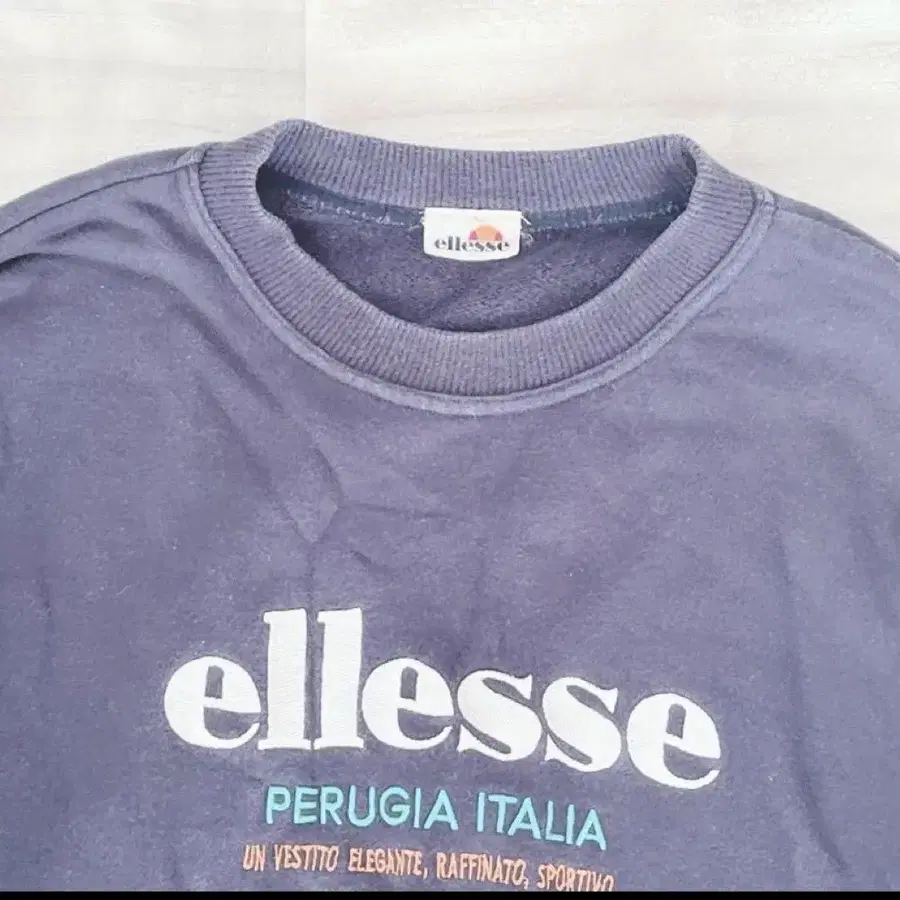 ellesse
ellesse
PERUGIA ITALIA
UN VESTITO ELEGANTE, RAFFINATO, SPORTIVO